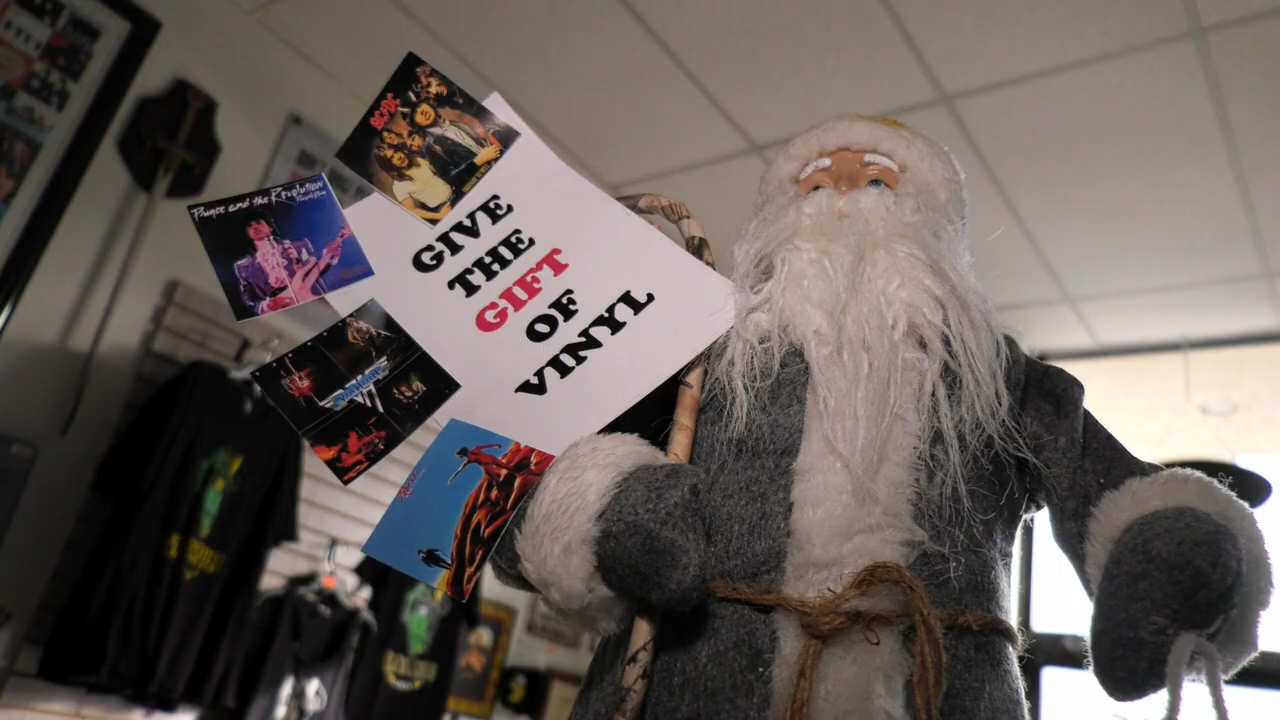 AC/DC
Prince and the Revolution
GIVE
THE
GIFT
OF
VINYL
VAN HALEN